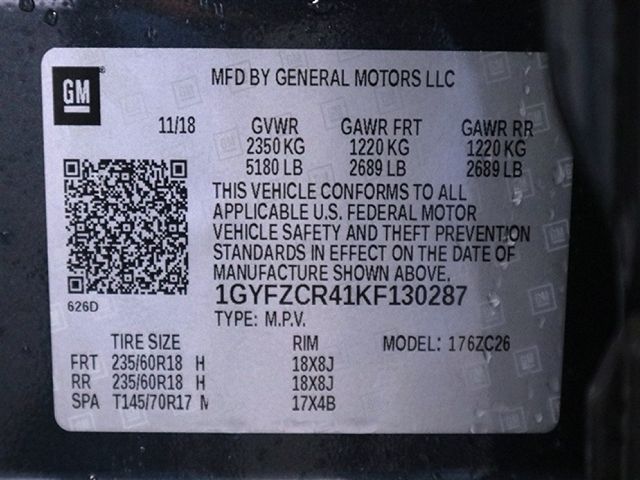 GM
MFD BY GENERAL MOTORS LLC
11/18 GVWR GAWR FRT GAWR RR
2350 KG 1220 KG 1220 KG
5180 LB 2689 LB 2689 LB
THIS VEHICLE CONFORMS TO ALL
APPLICABLE U.S. FEDERAL MOTOR
VEHICLE SAFETY AND THEFT PREVENTION
STANDARDS IN EFFECT ON THE DATE OF
MANUFACTURE SHOWN ABOVE.
1GYFZCR41KF130287
626D
TYPE: M.P.V.
TIRE SIZE RIM MODEL: 176ZC26
FRT 235/60R18 H 18X8J
RR 235/60R18 H 18X8J
SPA T145/70R17 M 17X4B